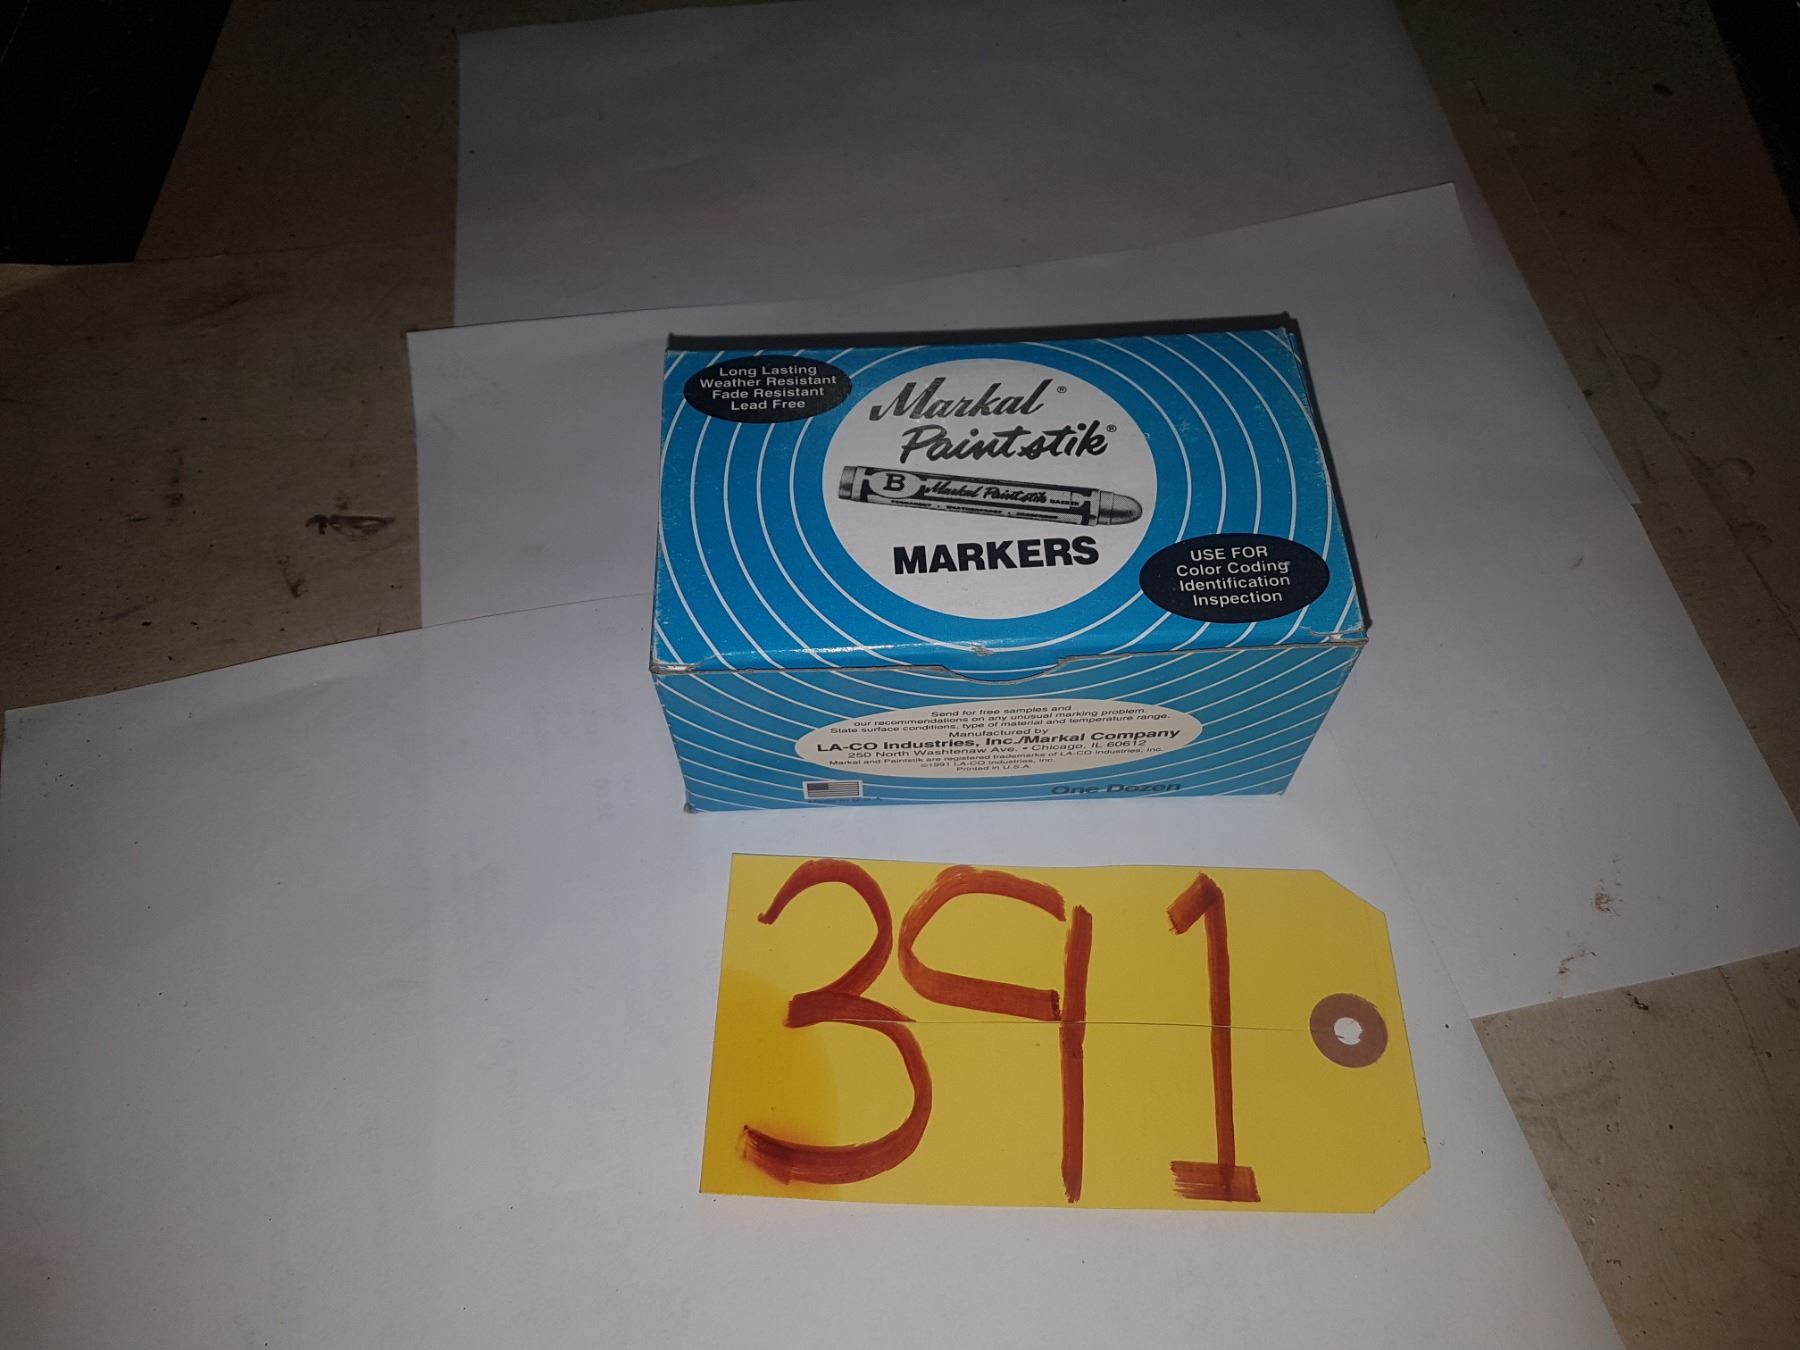 Long Lasting
Weather Resistant
Fade Resistant
Lead Free
Markal®
Paintstik®
B Markal Paintstik MARKER
MARKERS
USE FOR
Color Coding
Identification
Inspection
Send for free samples and
our recommendations on any unusual marking problem.
State surface conditions, type of material and temperature range.
Manufactured by
LA-CO Industries, Inc./Markal Company
250 North Washtenaw Ave. • Chicago, IL 60612
Markal and Paintstik are registered trademarks of LA-CO Industries, Inc.
©1991 LA-CO Industries, Inc.
Printed in U.S.A.
One Dozen
391